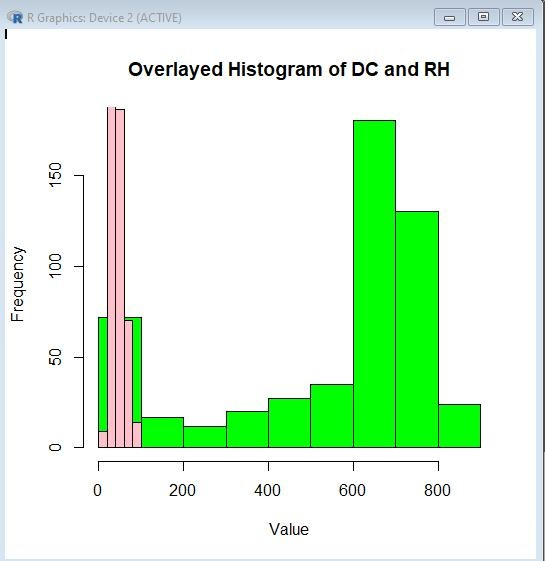 R Graphics: Device 2 (ACTIVE)
Overlayed Histogram of DC and RH
Frequency
150
100
50
0
0 200 400 600 800
Value